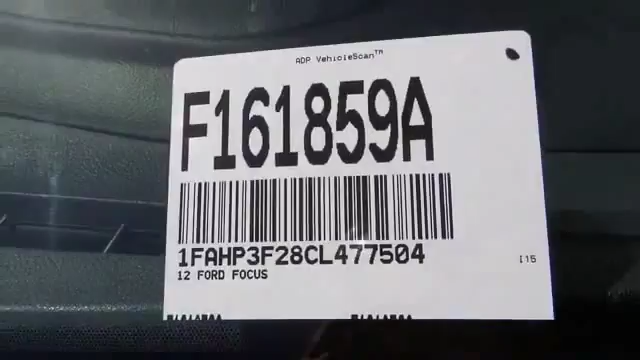 ADP VehicleScan™
F161859A
1FAHP3F28CL477504
12 FORD FOCUS
I15